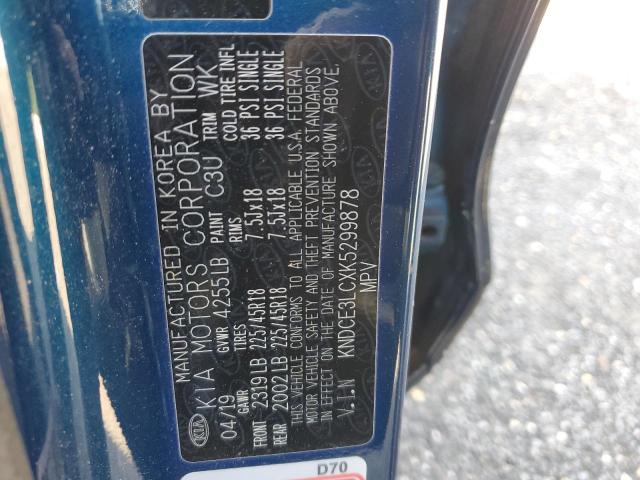 MANUFACTURED IN KOREA BY
KIA MOTORS CORPORATION
04/19 GVWR 4255LB PAINT C3U TRIM WK
GAWR TIRES RIMS COLD TIRE INFL
FRONT 2319LB 225/45R18 7.5Jx18 36 PSI SINGLE
REAR 2002LB 225/45R18 7.5Jx18 36 PSI SINGLE
THIS VEHICLE CONFORMS TO ALL APPLICABLE U.S.A. FEDERAL
MOTOR VEHICLE SAFETY AND THEFT PREVENTION STANDARDS
IN EFFECT ON THE DATE OF MANUFACTURE SHOWN ABOVE.
V.I.N KNDCE3LCXK5299878
MPV
KIA
D70